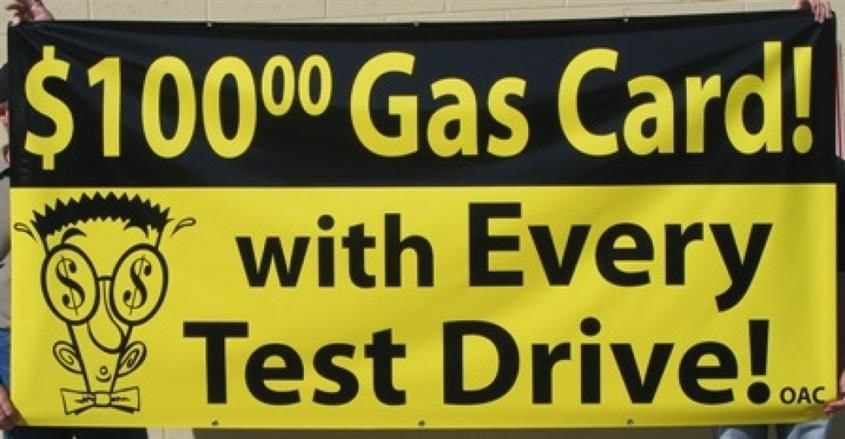 $100⁰⁰ Gas Card!
with Every
Test Drive! OAC
$ $